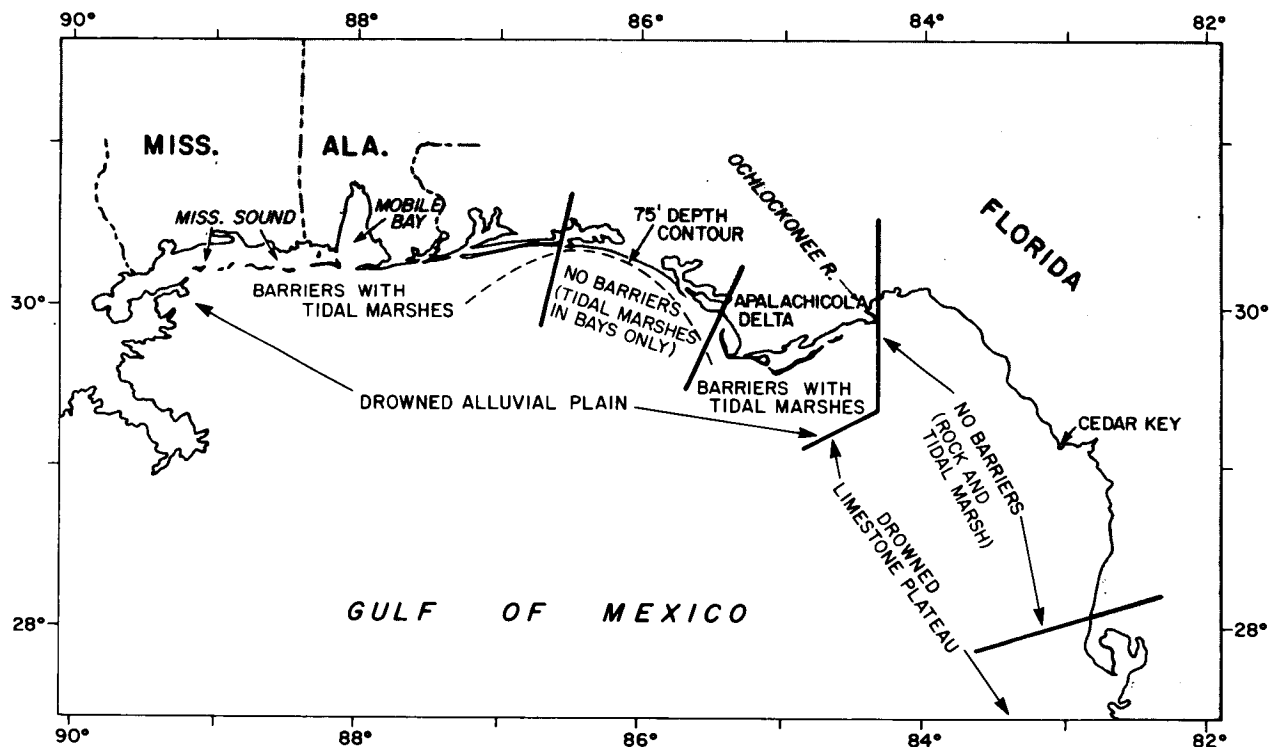 90°
88°
86°
84°
82°
MISS.
ALA.
OCHLOCKONEE R.
FLORIDA
MISS. SOUND
MOBILE
BAY
75' DEPTH
CONTOUR
30°
30°
BARRIERS WITH
TIDAL MARSHES
NO BARRIERS
(TIDAL MARSHES
IN BAYS ONLY)
APALACHICOLA
DELTA
BARRIERS WITH
TIDAL MARSHES
DROWNED ALLUVIAL PLAIN
CEDAR KEY
NO BARRIERS
(ROCK AND
TIDAL MARSH)
DROWNED
LIMESTONE PLATEAU
GULF OF MEXICO
28°
28°
90°
88°
86°
84°
82°